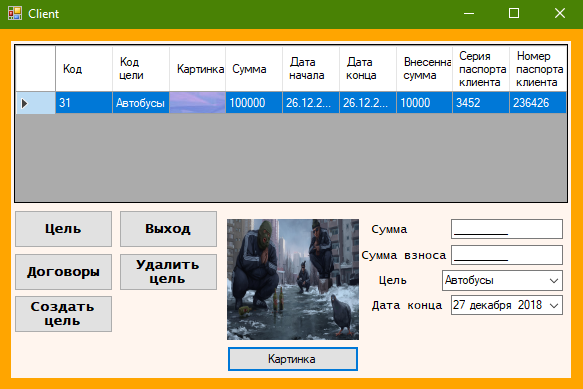 Client
Код Код цели Картинка Сумма Дата начала Дата конца Внесенна сумма Серия паспорта клиента Номер паспорта клиента
31 Автобусы 100000 26.12.2... 26.12.2... 10000 3452 236426
Цель Выход
Договоры Удалить цель
Создать цель
Картинка
Сумма
Сумма взноса
Цель Автобусы
Дата конца 27 декабря 2018